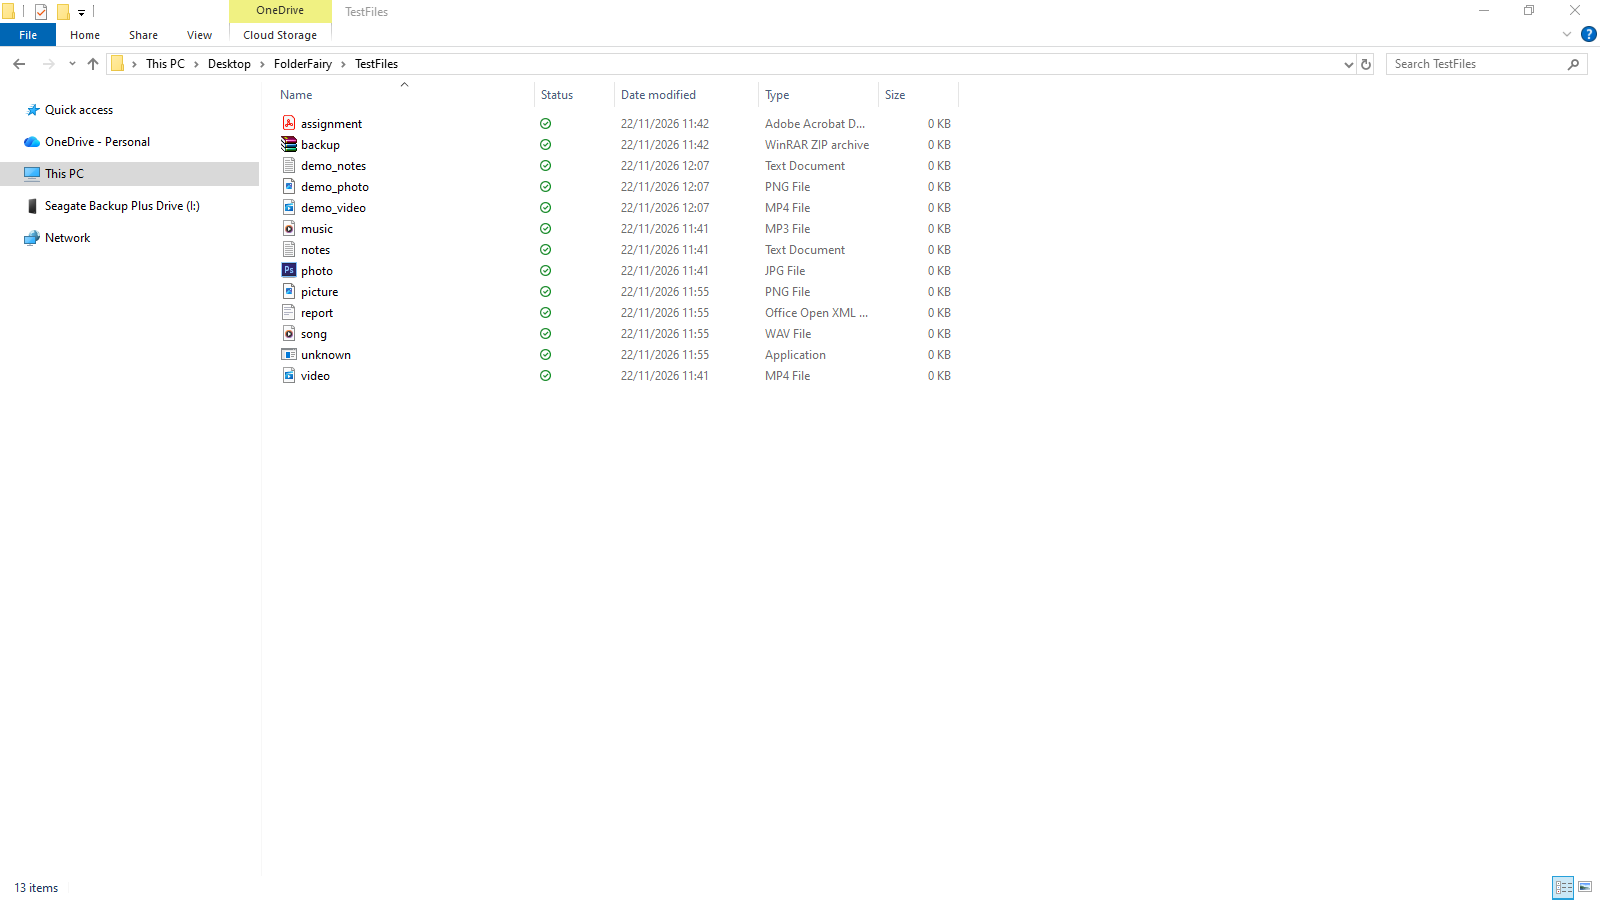 OneDrive TestFiles
File Home Share View Cloud Storage ?
This PC Desktop FolderFairy TestFiles Search TestFiles
Name Status Date modified Type Size
Quick access
OneDrive - Personal
This PC
Seagate Backup Plus Drive (I:)
Network
assignment 22/11/2026 11:42 Adobe Acrobat D... 0 KB
backup 22/11/2026 11:42 WinRAR ZIP archive 0 KB
demo_notes 22/11/2026 12:07 Text Document 0 KB
demo_photo 22/11/2026 12:07 PNG File 0 KB
demo_video 22/11/2026 12:07 MP4 File 0 KB
music 22/11/2026 11:41 MP3 File 0 KB
notes 22/11/2026 11:41 Text Document 0 KB
Ps photo 22/11/2026 11:41 JPG File 0 KB
picture 22/11/2026 11:55 PNG File 0 KB
report 22/11/2026 11:55 Office Open XML ... 0 KB
song 22/11/2026 11:55 WAV File 0 KB
unknown 22/11/2026 11:55 Application 0 KB
video 22/11/2026 11:41 MP4 File 0 KB
13 items